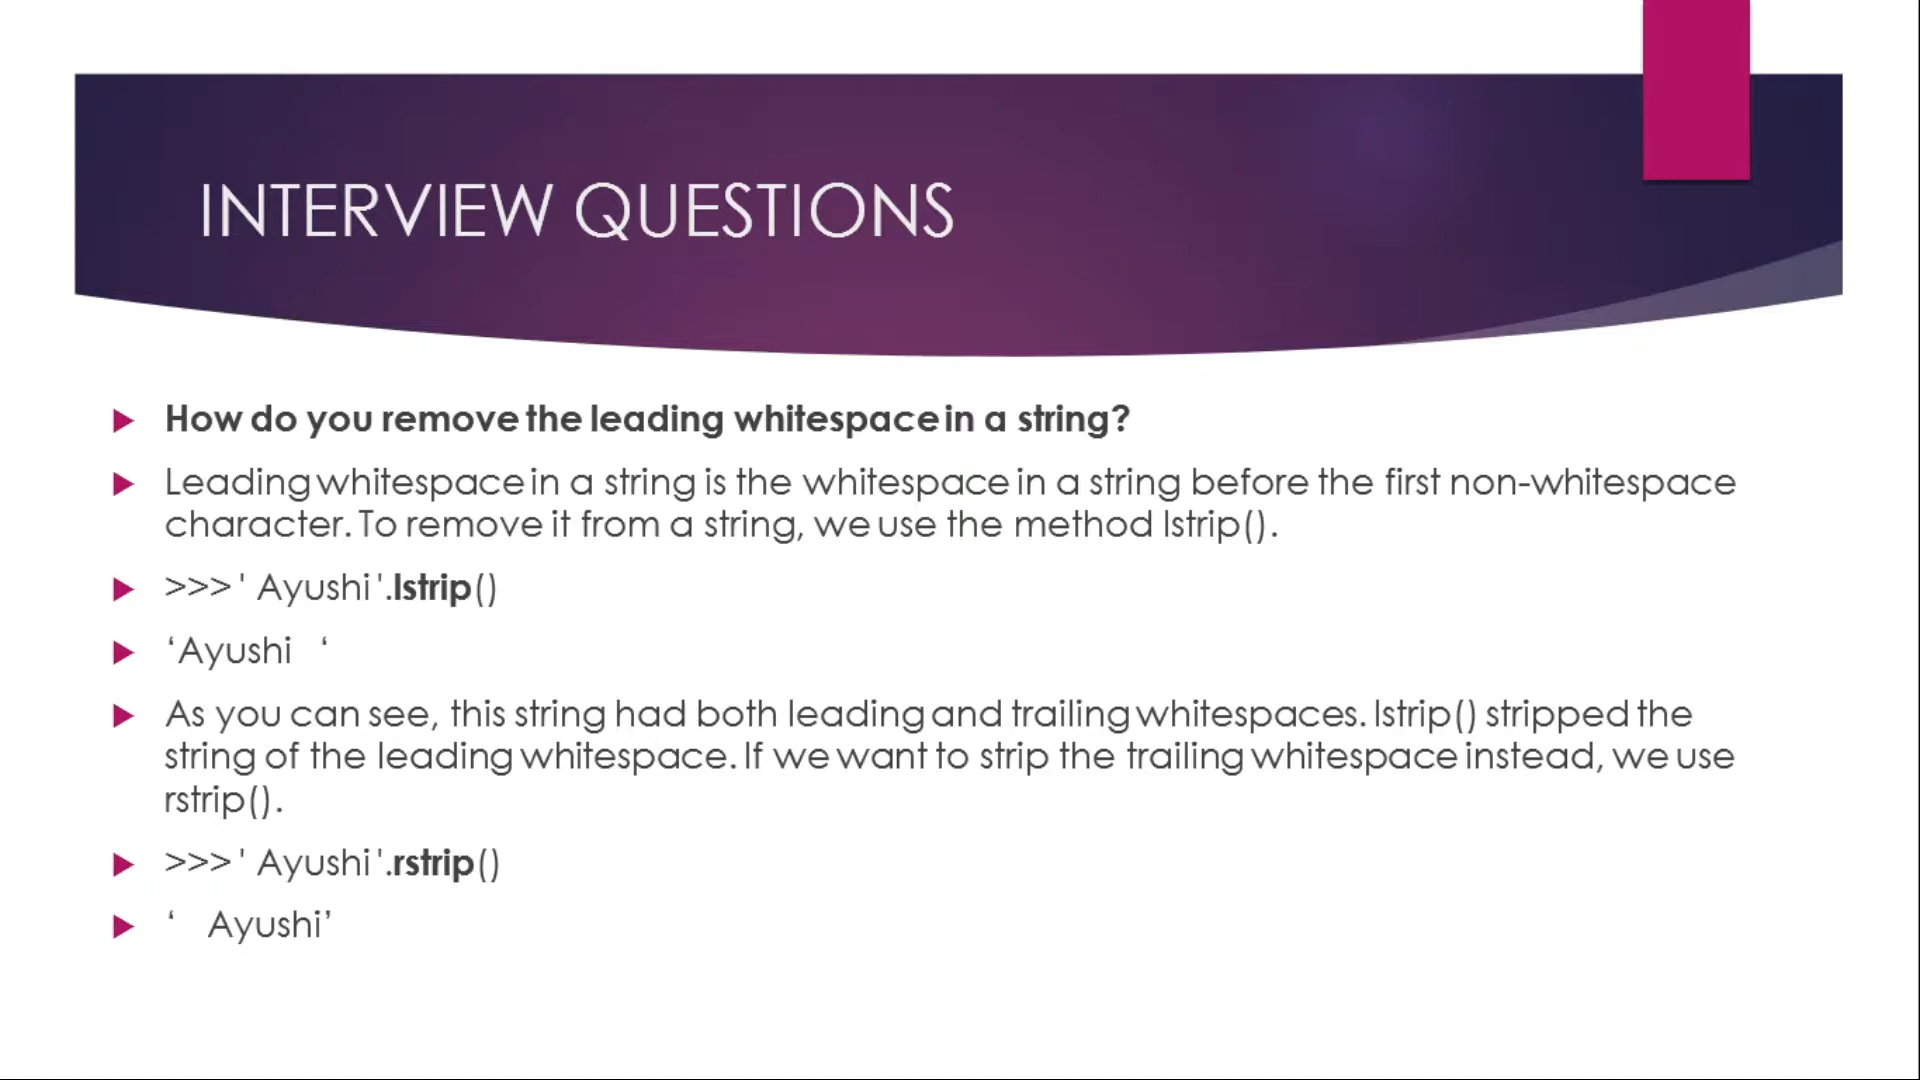 INTERVIEW QUESTIONS
How do you remove the leading whitespace in a string?
Leading whitespace in a string is the whitespace in a string before the first non-whitespace
character. To remove it from a string, we use the method lstrip().
>>> ' Ayushi '.lstrip()
‘Ayushi   ‘
As you can see, this string had both leading and trailing whitespaces. lstrip() stripped the
string of the leading whitespace. If we want to strip the trailing whitespace instead, we use
rstrip().
>>> ' Ayushi '.rstrip()
‘   Ayushi’